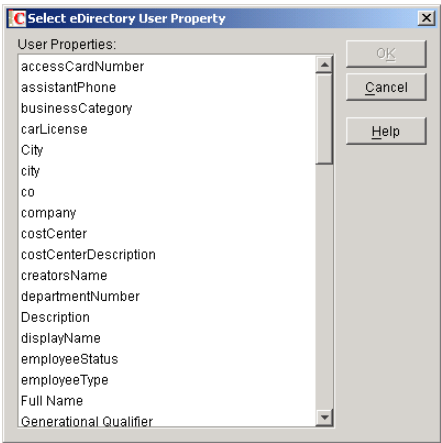 Select eDirectory User Property
User Properties:
accessCardNumber
assistantPhone
businessCategory
carLicense
City
city
co
company
costCenter
costCenterDescription
creatorsName
departmentNumber
Description
displayName
employeeStatus
employeeType
Full Name
Generational Qualifier
OK
Cancel
Help